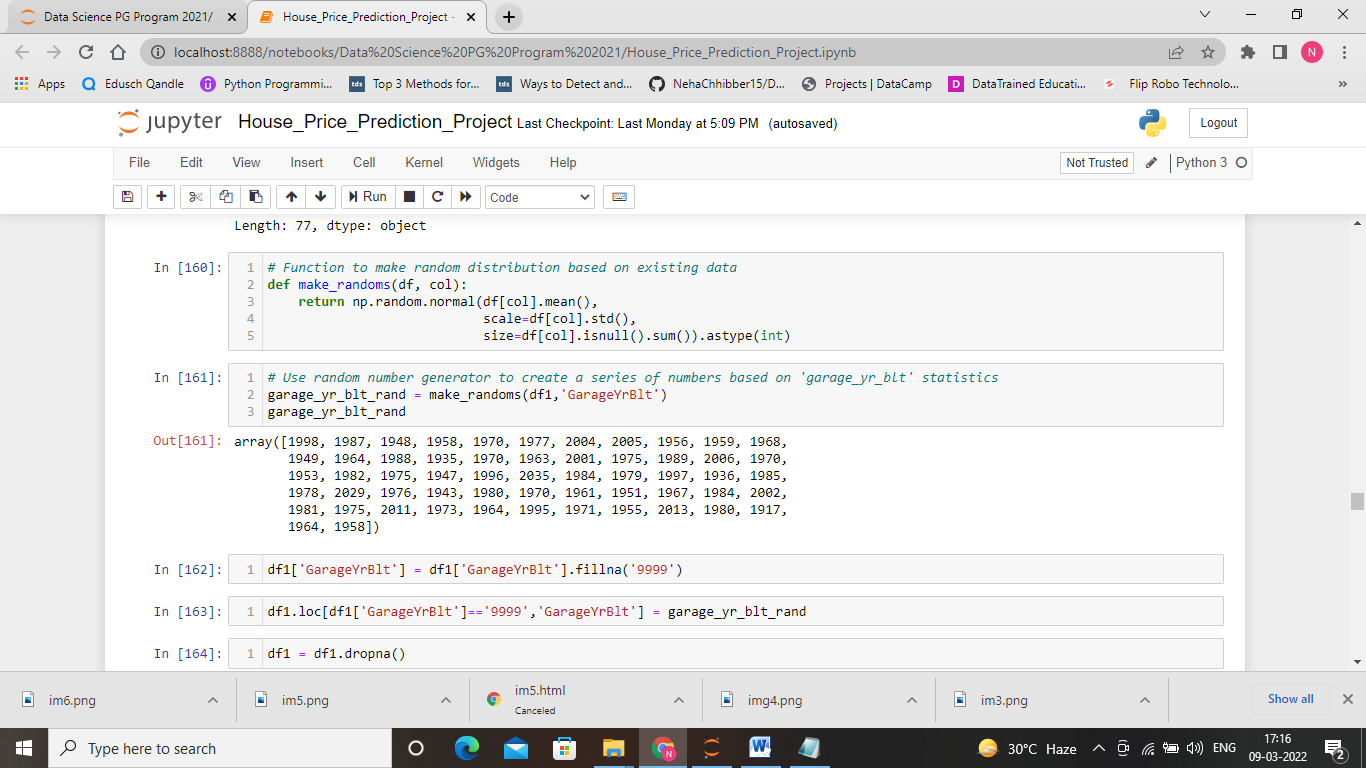 Data Science PG Program 2021/
House_Price_Prediction_Project -
localhost:8888/notebooks/Data%20Science%20PG%20Program%202021/House_Price_Prediction_Project.ipynb
N
Apps
Edusch Qandle
Python Programmi...
tds Top 3 Methods for...
tds Ways to Detect and...
NehaChhibber15/D...
Projects | DataCamp
D DataTrained Educati...
Flip Robo Technolo...
»
jupyter House_Price_Prediction_Project Last Checkpoint: Last Monday at 5:09 PM (autosaved)
Logout
File Edit View Insert Cell Kernel Widgets Help
Not Trusted
Python 3
Run
Code
Length: 77, dtype: object
In [160]:
1 # Function to make random distribution based on existing data
2 def make_randoms(df, col):
3     return np.random.normal(df[col].mean(),
4                             scale=df[col].std(),
5                             size=df[col].isnull().sum()).astype(int)
In [161]:
1 # Use random number generator to create a series of numbers based on 'garage_yr_blt' statistics
2 garage_yr_blt_rand = make_randoms(df1,'GarageYrBlt')
3 garage_yr_blt_rand
Out[161]: array([1998, 1987, 1948, 1958, 1970, 1977, 2004, 2005, 1956, 1959, 1968,
       1949, 1964, 1988, 1935, 1970, 1963, 2001, 1975, 1989, 2006, 1970,
       1953, 1982, 1975, 1947, 1996, 2035, 1984, 1979, 1997, 1936, 1985,
       1978, 2029, 1976, 1943, 1980, 1970, 1961, 1951, 1967, 1984, 2002,
       1981, 1975, 2011, 1973, 1964, 1995, 1971, 1955, 2013, 1980, 1917,
       1964, 1958])
In [162]:
1 df1['GarageYrBlt'] = df1['GarageYrBlt'].fillna('9999')
In [163]:
1 df1.loc[df1['GarageYrBlt']=='9999','GarageYrBlt'] = garage_yr_blt_rand
In [164]:
1 df1 = df1.dropna()
im6.png
im5.png
im5.html
Canceled
img4.png
im3.png
Show all
Type here to search
N
W
30°C Haze
ENG
17:16
09-03-2022
2